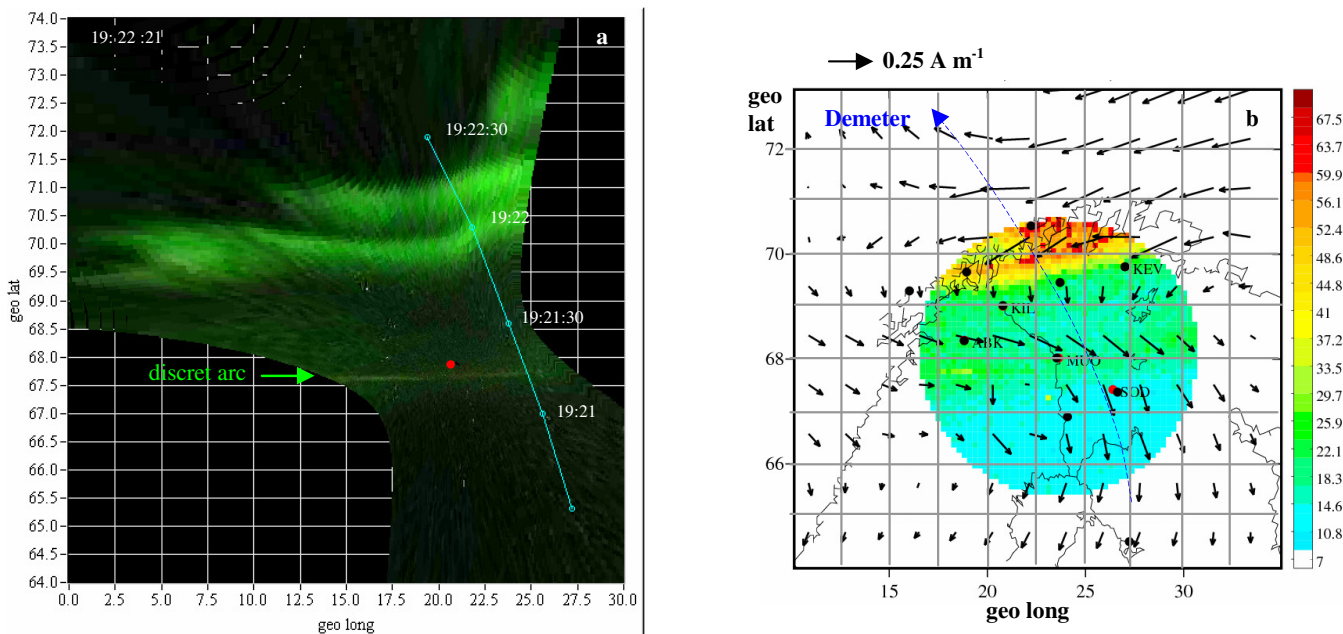 19:22:21
a
74.0
73.5
73.0
72.5
72.0
71.5
71.0
70.5
70.0
69.5
69.0
68.5
68.0
67.5
67.0
66.5
66.0
65.5
65.0
64.5
64.0
geo lat
19:22:30
19:22
19:21:30
19:21
discret arc
0.0 2.5 5.0 7.5 10.0 12.5 15.0 17.5 20.0 22.5 25.0 27.5 30.0
geo long
0.25 A m-1
geo
lat
Demeter
b
72
70
68
66
KEV
KIL
ABK
MUO
SOD
15 20 25 30
geo long
67.5
63.7
59.9
56.1
52.4
48.6
44.8
41
37.3
33.5
29.7
25.9
22.1
18.3
14.6
10.8
7